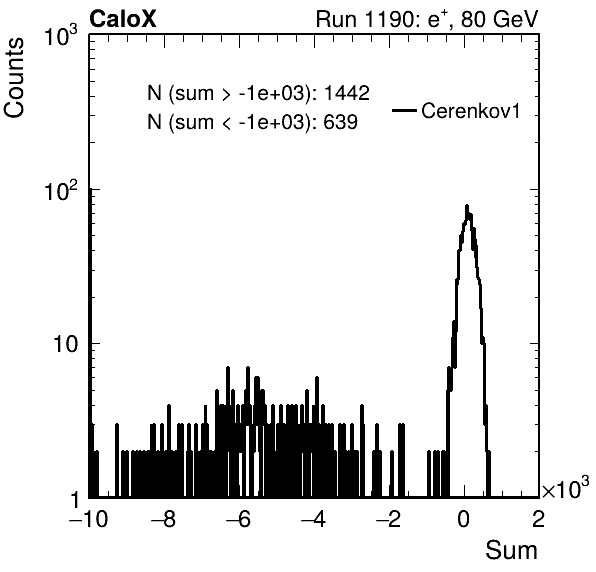 CaloX Run 1190: e⁺, 80 GeV
Counts
10³
10²
10
1
N (sum > -1e+03): 1442
N (sum < -1e+03): 639
Cerenkov1
−10 −8 −6 −4 −2 0 2
×10³
Sum